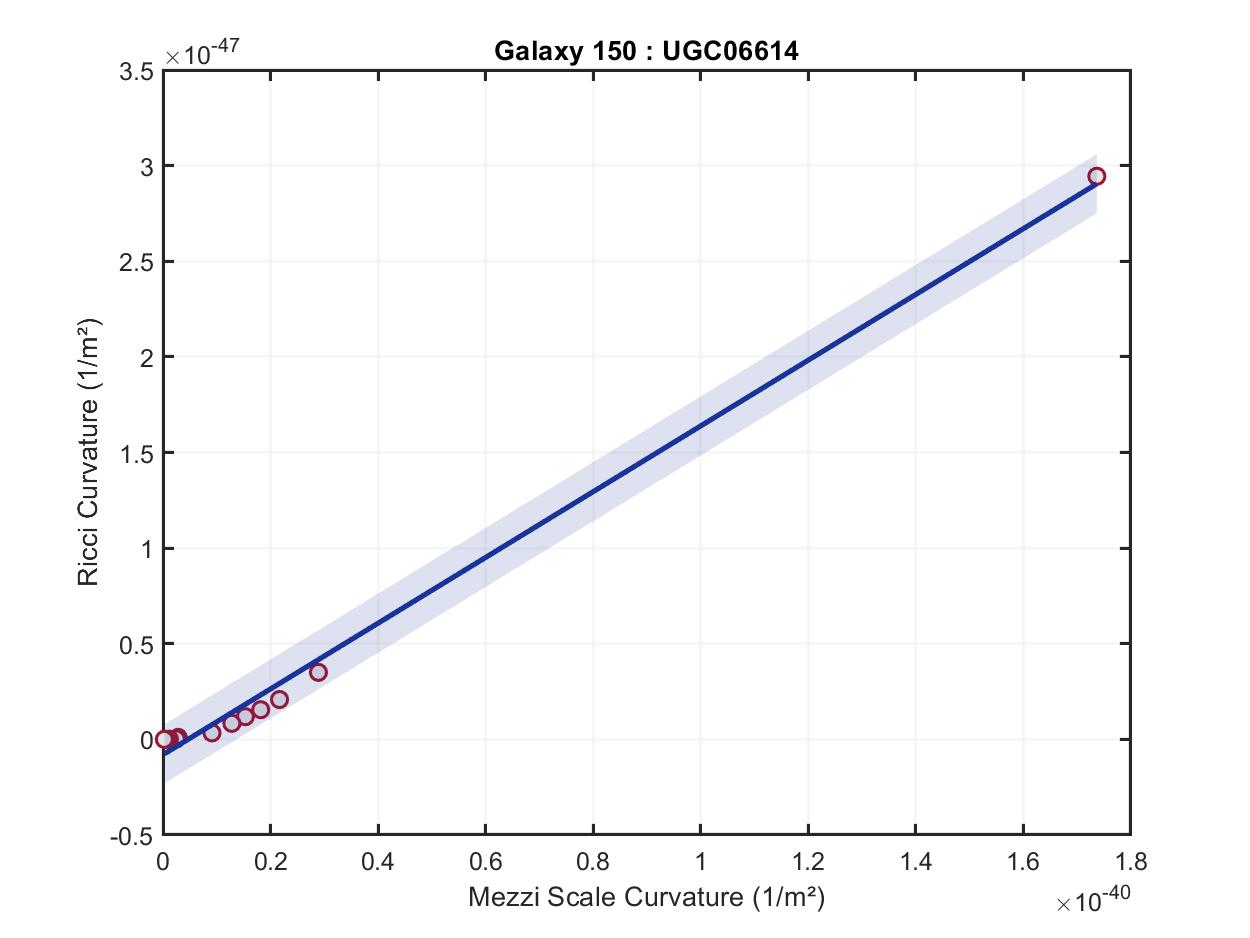 ×10⁻⁴⁷
Galaxy 150 : UGC06614
3.5
3
2.5
2
1.5
1
0.5
0
-0.5
Ricci Curvature (1/m²)
0 0.2 0.4 0.6 0.8 1 1.2 1.4 1.6 1.8
Mezzi Scale Curvature (1/m²)
×10⁻⁴⁰